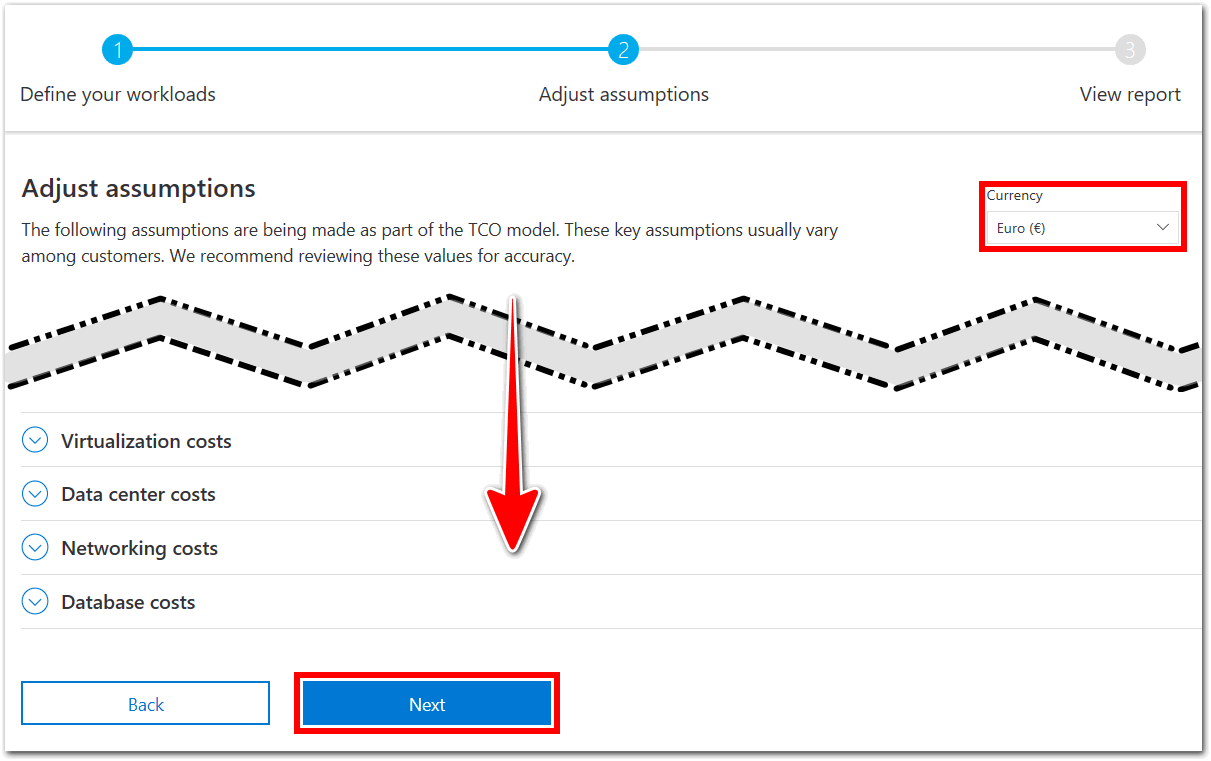 1 2 3
Define your workloads Adjust assumptions View report
Adjust assumptions
Currency
Euro (€)
The following assumptions are being made as part of the TCO model. These key assumptions usually vary
among customers. We recommend reviewing these values for accuracy.
Virtualization costs
Data center costs
Networking costs
Database costs
Back Next